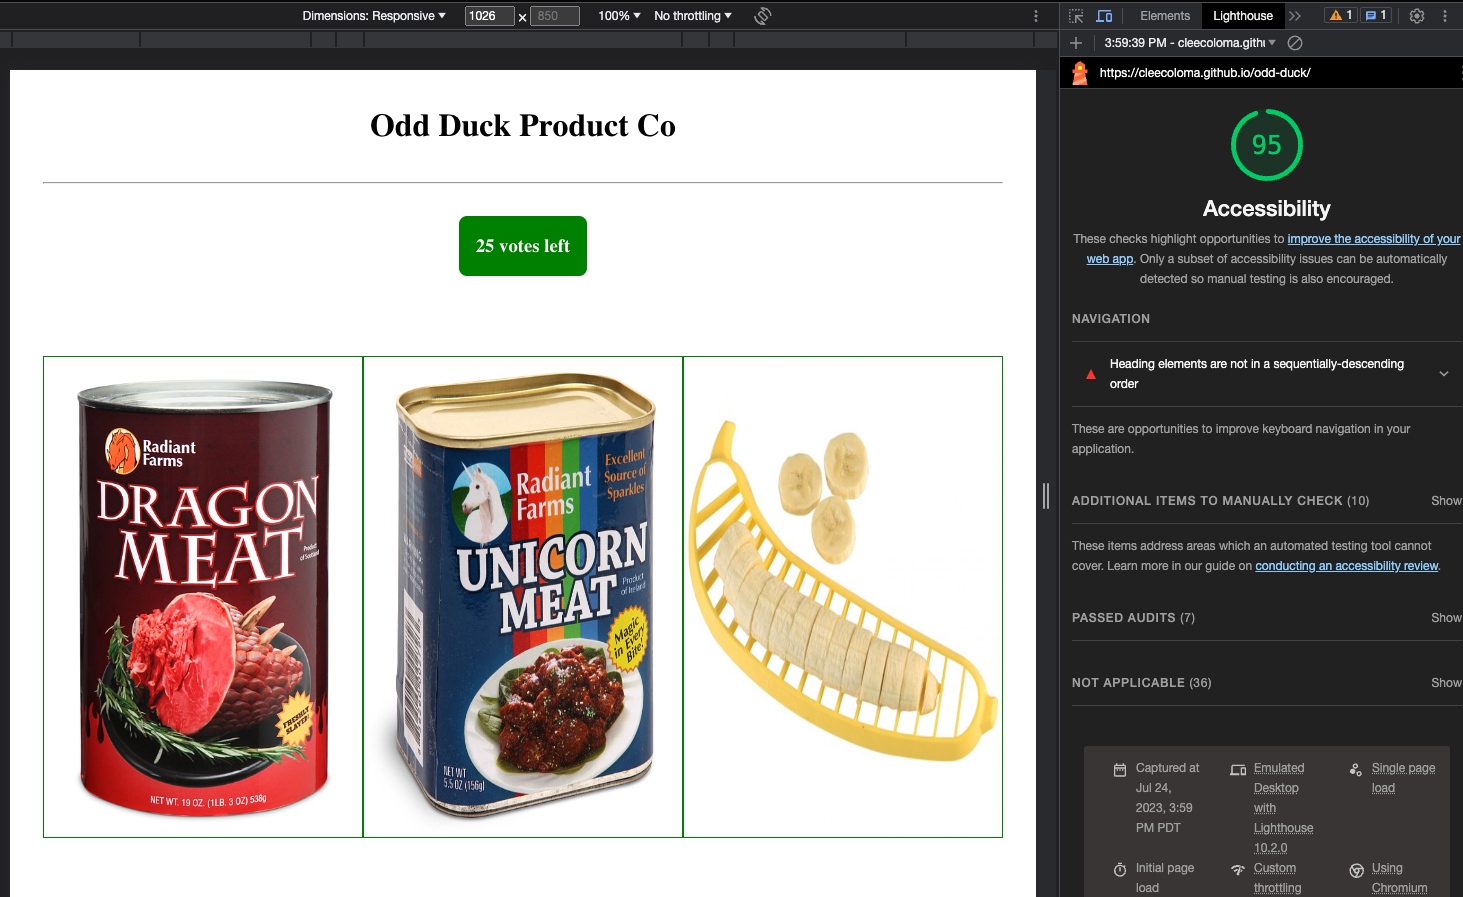 Dimensions: Responsive ▼ 1026 × 850 100% ▼ No throttling ▼
Elements Lighthouse 1 1
3:59:39 PM - cleecoloma.gith ▼
https://cleecoloma.github.io/odd-duck/
Odd Duck Product Co
25 votes left
Radiant
Farms
DRAGON
MEAT
Product
of Scotland
FRESHLY
SLAYED!
NET WT. 19 OZ. (1LB. 3 OZ) 538g
Radiant
Farms
Excellent
Source of
Sparkles
UNICORN
MEAT
Product
of Ireland
Magic
in Every
Bite!
NET WT
5.5 OZ (156g)
95
Accessibility
These checks highlight opportunities to improve the accessibility of your
web app. Only a subset of accessibility issues can be automatically
detected so manual testing is also encouraged.
NAVIGATION
Heading elements are not in a sequentially-descending
order
These are opportunities to improve keyboard navigation in your
application.
ADDITIONAL ITEMS TO MANUALLY CHECK (10) Show
These items address areas which an automated testing tool cannot
cover. Learn more in our guide on conducting an accessibility review.
PASSED AUDITS (7) Show
NOT APPLICABLE (36) Show
Captured at
Jul 24,
2023, 3:59
PM PDT
Emulated
Desktop
with
Lighthouse
10.2.0
Single page
load
Initial page
load
Custom
throttling
Using
Chromium